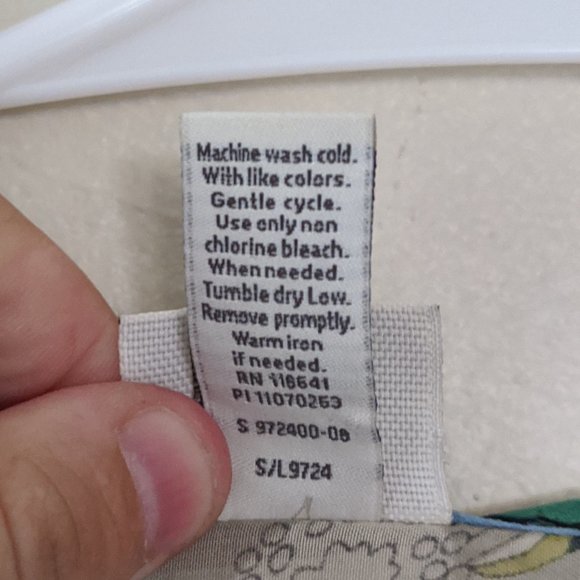 Machine wash cold.
With like colors.
Gentle cycle.
Use only non
chlorine bleach.
When needed.
Tumble dry Low.
Remove promptly.
Warm iron
if needed.
RN 116641
PI 11070263
S 972400-06
S/L9724